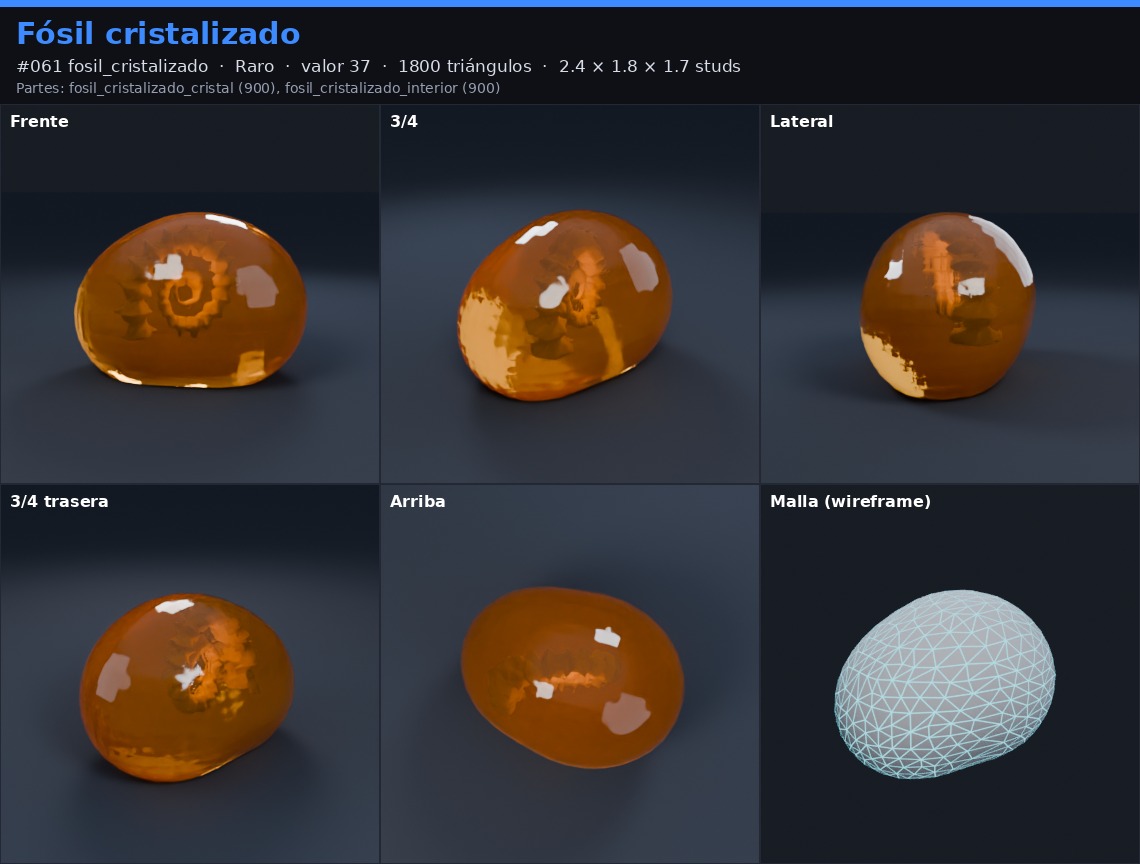 Fósil cristalizado
#061 fosil_cristalizado · Raro · valor 37 · 1800 triángulos · 2.4 × 1.8 × 1.7 studs
Partes: fosil_cristalizado_cristal (900), fosil_cristalizado_interior (900)
Frente
3/4
Lateral
3/4 trasera
Arriba
Malla (wireframe)